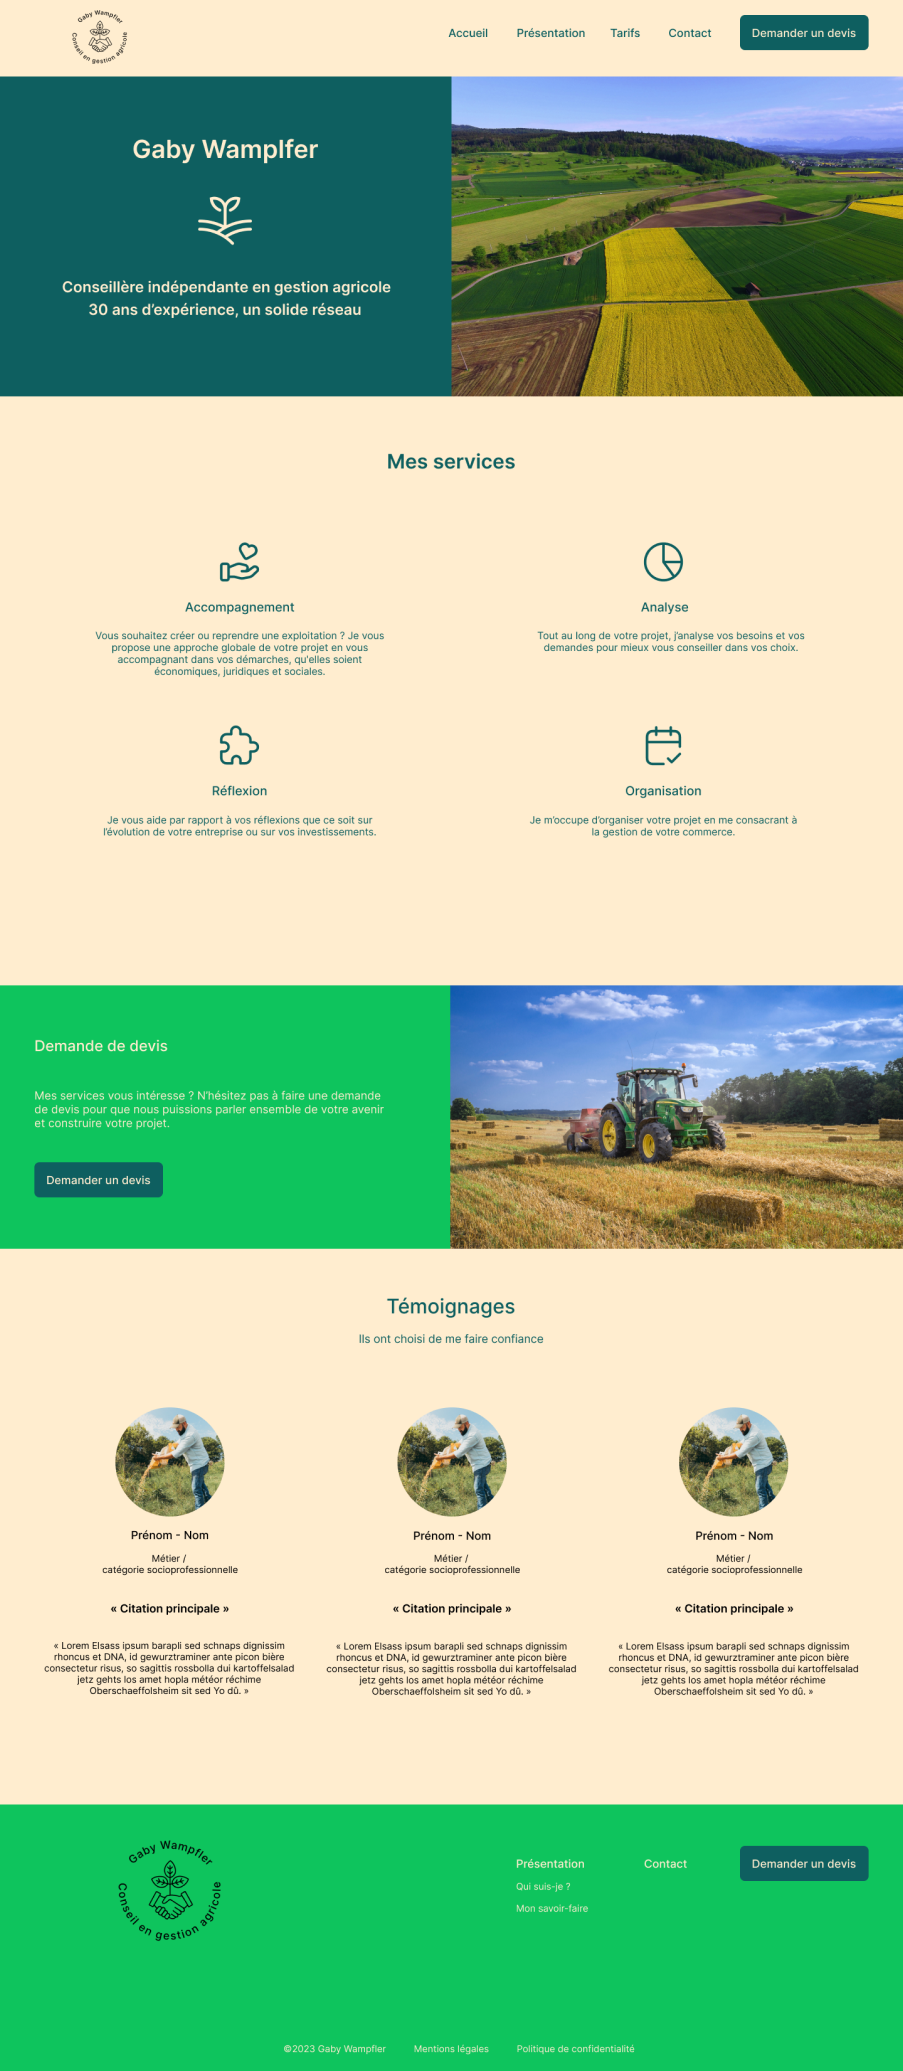 Gaby Wampfler
Conseil en gestion agricole
Accueil
Présentation
Tarifs
Contact
Demander un devis
Gaby Wamplfer
Conseillère indépendante en gestion agricole
30 ans d’expérience, un solide réseau
Mes services
Accompagnement
Vous souhaitez créer ou reprendre une exploitation ? Je vous
propose une approche globale de votre projet en vous
accompagnant dans vos démarches, qu'elles soient
économiques, juridiques et sociales.
Analyse
Tout au long de votre projet, j’analyse vos besoins et vos
demandes pour mieux vous conseiller dans vos choix.
Réflexion
Je vous aide par rapport à vos réflexions que ce soit sur
l’évolution de votre entreprise ou sur vos investissements.
Organisation
Je m’occupe d’organiser votre projet en me consacrant à
la gestion de votre commerce.
Demande de devis
Mes services vous intéresse ? N’hésitez pas à faire une demande
de devis pour que nous puissions parler ensemble de votre avenir
et construire votre projet.
Demander un devis
Témoignages
Ils ont choisi de me faire confiance
Prénom - Nom
Métier /
catégorie socioprofessionnelle
« Citation principale »
« Lorem Elsass ipsum barapli sed schnaps dignissim
rhoncus et DNA, id gewurztraminer ante picon bière
consectetur risus, so sagittis rossbolla dui kartoffelsalad
jetz gehts los amet hopla météor réchime
Oberschaeffolsheim sit sed Yo dû. »
Prénom - Nom
Métier /
catégorie socioprofessionnelle
« Citation principale »
« Lorem Elsass ipsum barapli sed schnaps dignissim
rhoncus et DNA, id gewurztraminer ante picon bière
consectetur risus, so sagittis rossbolla dui kartoffelsalad
jetz gehts los amet hopla météor réchime
Oberschaeffolsheim sit sed Yo dû. »
Prénom - Nom
Métier /
catégorie socioprofessionnelle
« Citation principale »
« Lorem Elsass ipsum barapli sed schnaps dignissim
rhoncus et DNA, id gewurztraminer ante picon bière
consectetur risus, so sagittis rossbolla dui kartoffelsalad
jetz gehts los amet hopla météor réchime
Oberschaeffolsheim sit sed Yo dû. »
Gaby Wampfler
Conseil en gestion agricole
Présentation
Qui suis-je ?
Mon savoir-faire
Contact
Demander un devis
©2023 Gaby Wampfler
Mentions légales
Politique de confidentialité